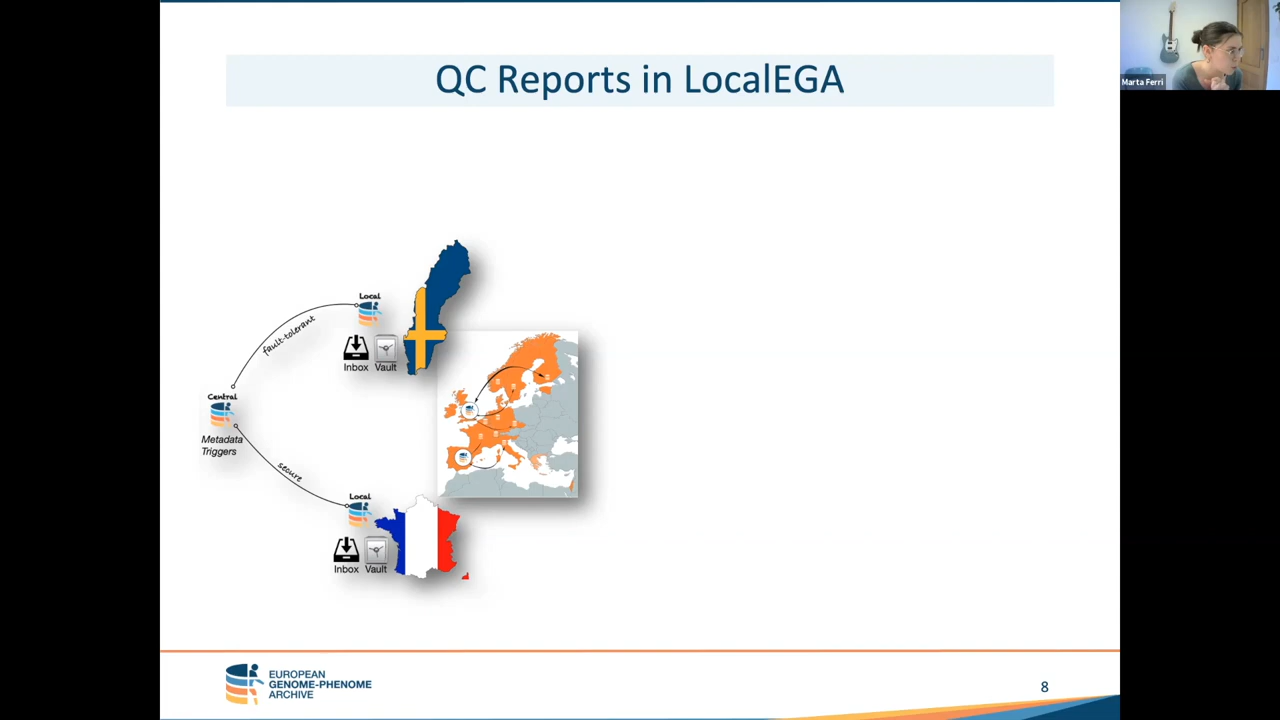 QC Reports in LocalEGA
Marta Ferri
Local
fault-tolerant
Inbox Vault
Central
Metadata
Triggers
secure
Local
Inbox Vault
EUROPEAN
GENOME-PHENOME
ARCHIVE
8